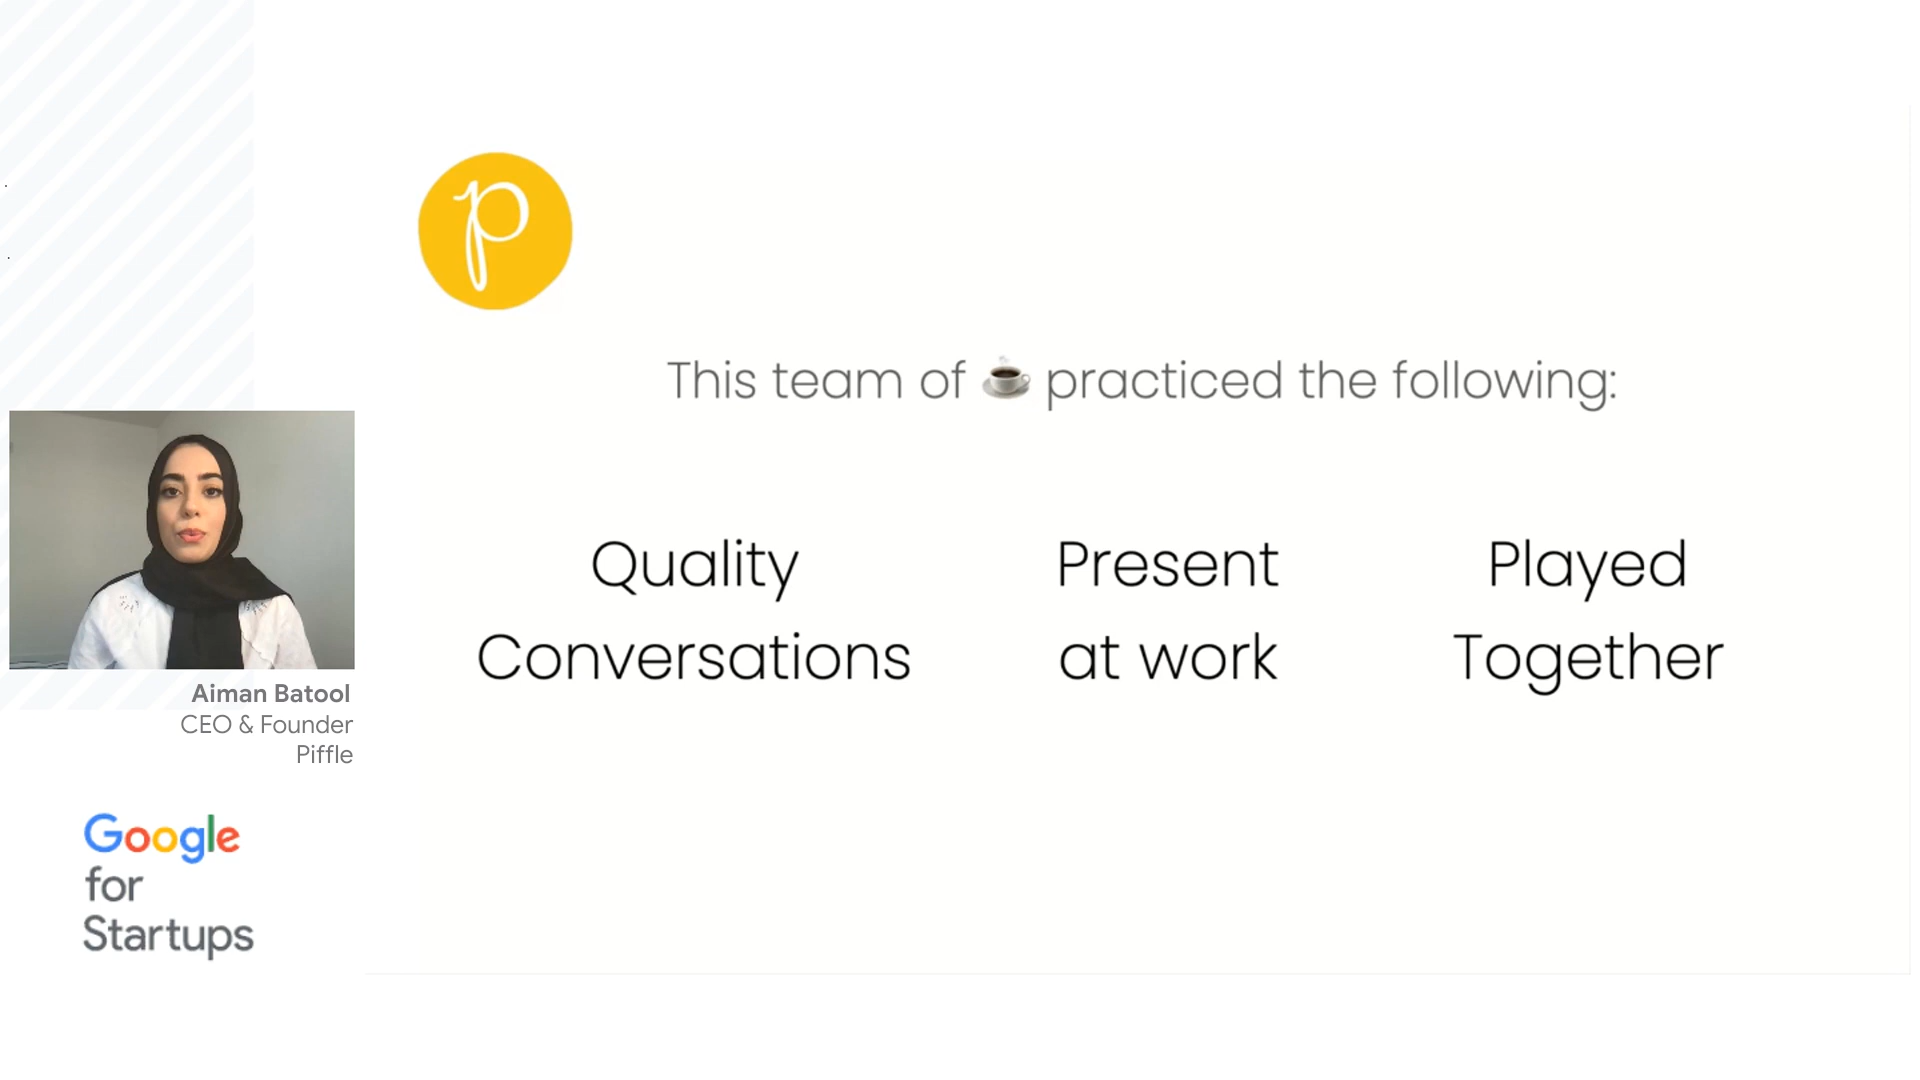 p
This team of ☕ practiced the following:
Quality
Conversations
Present
at work
Played
Together
Aiman Batool
CEO & Founder
Piffle
Google
for
Startups